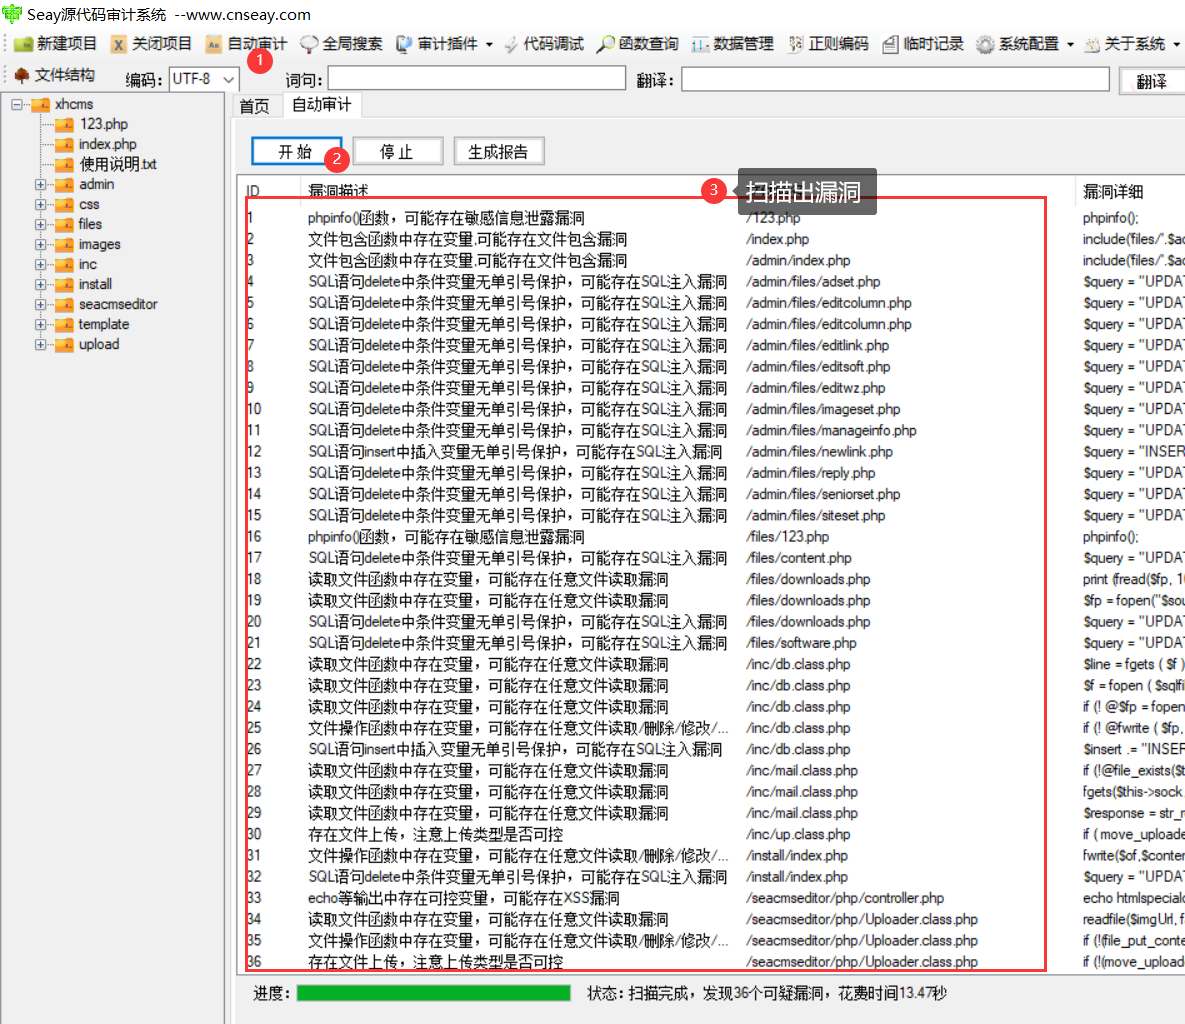 Seay源代码审计系统 --www.cnseay.com
新建项目 关闭项目 自动审计 全局搜索 审计插件 代码调试 函数查询 数据管理 正则编码 临时记录 系统配置 关于系统
1
文件结构 编码: UTF-8 词句: 翻译: 翻译
xhcms
123.php
index.php
使用说明.txt
admin
css
files
images
inc
install
seacmseditor
template
upload
首页 自动审计
开 始 停 止 生成报告
2
ID 漏洞描述 漏洞详细
3 扫描出漏洞
1 phpinfo()函数，可能存在敏感信息泄露漏洞 /123.php phpinfo();
2 文件包含函数中存在变量,可能存在文件包含漏洞 /index.php include('files/'.$ac
3 文件包含函数中存在变量,可能存在文件包含漏洞 /admin/index.php include('files/'.$ac
4 SQL语句delete中条件变量无单引号保护，可能存在SQL注入漏洞 /admin/files/adset.php $query = "UPDAT
5 SQL语句delete中条件变量无单引号保护，可能存在SQL注入漏洞 /admin/files/editcolumn.php $query = "UPDAT
6 SQL语句delete中条件变量无单引号保护，可能存在SQL注入漏洞 /admin/files/editcolumn.php $query = "UPDAT
7 SQL语句delete中条件变量无单引号保护，可能存在SQL注入漏洞 /admin/files/editlink.php $query = "UPDAT
8 SQL语句delete中条件变量无单引号保护，可能存在SQL注入漏洞 /admin/files/editsoft.php $query = "UPDAT
9 SQL语句delete中条件变量无单引号保护，可能存在SQL注入漏洞 /admin/files/editwz.php $query = "UPDAT
10 SQL语句delete中条件变量无单引号保护，可能存在SQL注入漏洞 /admin/files/imageset.php $query = "UPDAT
11 SQL语句delete中条件变量无单引号保护，可能存在SQL注入漏洞 /admin/files/manageinfo.php $query = "UPDAT
12 SQL语句insert中插入变量无单引号保护，可能存在SQL注入漏洞 /admin/files/newlink.php $query = "INSER
13 SQL语句delete中条件变量无单引号保护，可能存在SQL注入漏洞 /admin/files/reply.php $query = "UPDAT
14 SQL语句delete中条件变量无单引号保护，可能存在SQL注入漏洞 /admin/files/seniorset.php $query = "UPDAT
15 SQL语句delete中条件变量无单引号保护，可能存在SQL注入漏洞 /admin/files/siteset.php $query = "UPDAT
16 phpinfo()函数，可能存在敏感信息泄露漏洞 /files/123.php phpinfo();
17 SQL语句delete中条件变量无单引号保护，可能存在SQL注入漏洞 /files/content.php $query = "UPDAT
18 读取文件函数中存在变量，可能存在任意文件读取漏洞 /files/downloads.php print (fread($fp, 10
19 读取文件函数中存在变量，可能存在任意文件读取漏洞 /files/downloads.php $fp = fopen("$sou
20 SQL语句delete中条件变量无单引号保护，可能存在SQL注入漏洞 /files/downloads.php $query = "UPDAT
21 SQL语句delete中条件变量无单引号保护，可能存在SQL注入漏洞 /files/software.php $query = "UPDAT
22 读取文件函数中存在变量，可能存在任意文件读取漏洞 /inc/db.class.php $line = fgets ( $f )
23 读取文件函数中存在变量，可能存在任意文件读取漏洞 /inc/db.class.php $f = fopen ( $sqlfi
24 读取文件函数中存在变量，可能存在任意文件读取漏洞 /inc/db.class.php if (! @$fp = fopen
25 文件操作函数中存在变量，可能存在任意文件读取/删除/修改/... /inc/db.class.php if (! @fwrite ( $fp,
26 SQL语句insert中插入变量无单引号保护，可能存在SQL注入漏洞 /inc/db.class.php $insert .= "INSER
27 读取文件函数中存在变量，可能存在任意文件读取漏洞 /inc/mail.class.php if (!@file_exists($t
28 读取文件函数中存在变量，可能存在任意文件读取漏洞 /inc/mail.class.php fgets($this->sock
29 读取文件函数中存在变量，可能存在任意文件读取漏洞 /inc/mail.class.php $response = str_r
30 存在文件上传，注意上传类型是否可控 /inc/up.class.php if ( move_uploade
31 文件操作函数中存在变量，可能存在任意文件读取/删除/修改/... /install/index.php fwrite($of,$conter
32 SQL语句delete中条件变量无单引号保护，可能存在SQL注入漏洞 /install/index.php $query = "UPDAT
33 echo等输出中存在可控变量，可能存在XSS漏洞 /seacmseditor/php/controller.php echo htmlspecialc
34 读取文件函数中存在变量，可能存在任意文件读取漏洞 /seacmseditor/php/Uploader.class.php readfile($imgUrl, f
35 文件操作函数中存在变量，可能存在任意文件读取/删除/修改/... /seacmseditor/php/Uploader.class.php if (!(file_put_conte
36 存在文件上传，注意上传类型是否可控 /seacmseditor/php/Uploader.class.php if (!(move_upload
进度: 状态: 扫描完成，发现36个可疑漏洞，花费时间13.47秒